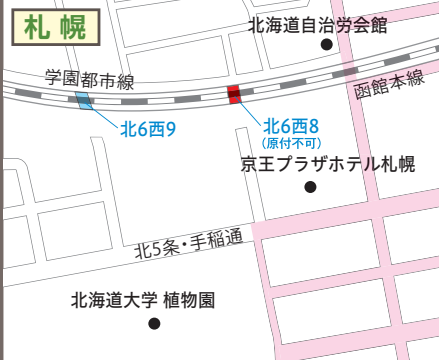 札幌
北海道自治労会館
学園都市線
函館本線
北6西9
北6西8
(原付不可)
京王プラザホテル札幌
北5条・手稲通
北海道大学 植物園